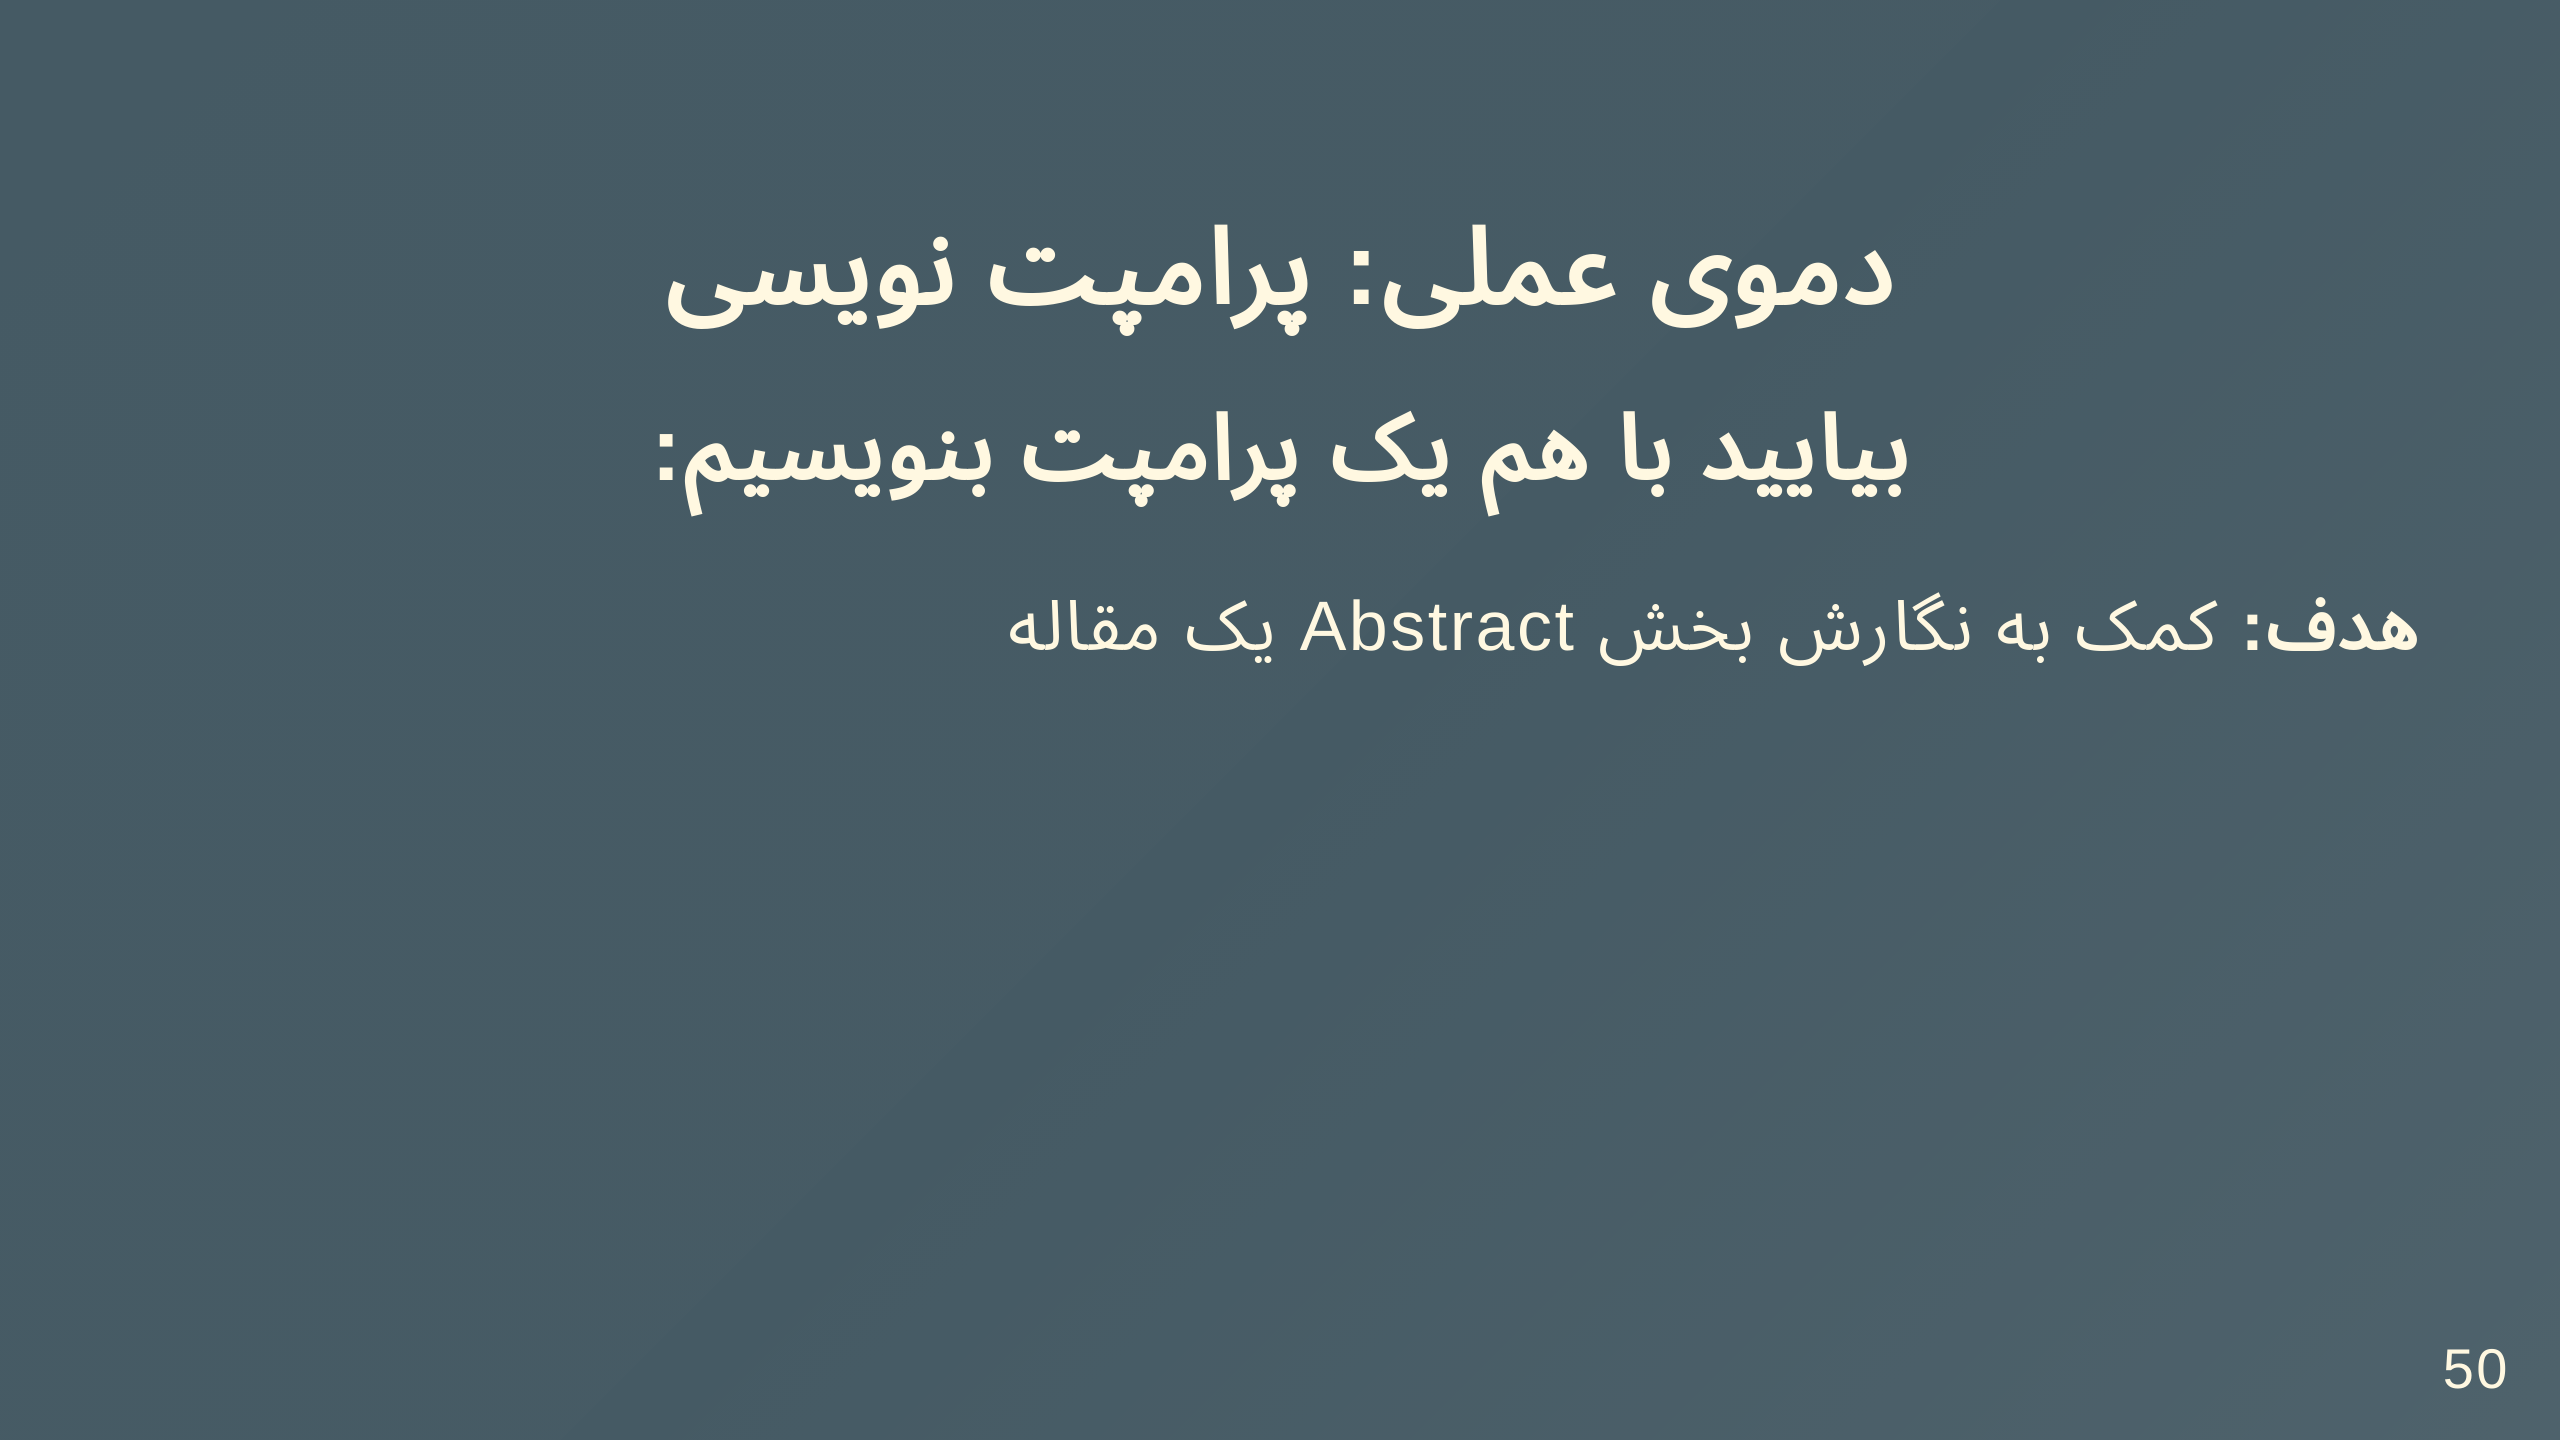 دموی عملی: پرامپت نویسی
بیایید با هم یک پرامپت بنویسیم:
هدف: کمک به نگارش بخش Abstract یک مقاله
50